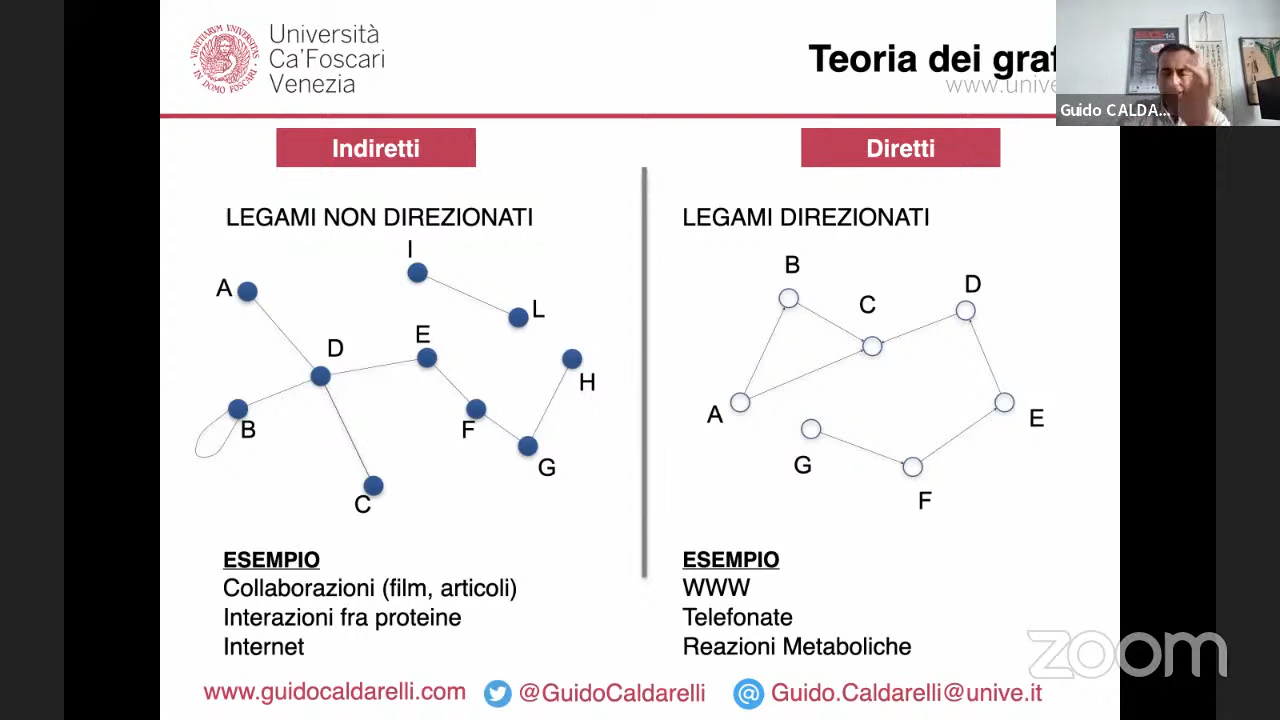 Università
Ca'Foscari
Venezia
Teoria dei graf
www.unive
Guido CALDA...
Indiretti
Diretti
LEGAMI NON DIREZIONATI
LEGAMI DIREZIONATI
I
A
L
E
D
H
B
F
G
C
B
D
C
A
E
G
F
ESEMPIO
Collaborazioni (film, articoli)
Interazioni fra proteine
Internet
ESEMPIO
WWW
Telefonate
Reazioni Metaboliche
zoom
www.guidocaldarelli.com
@GuidoCaldarelli
@ Guido.Caldarelli@unive.it